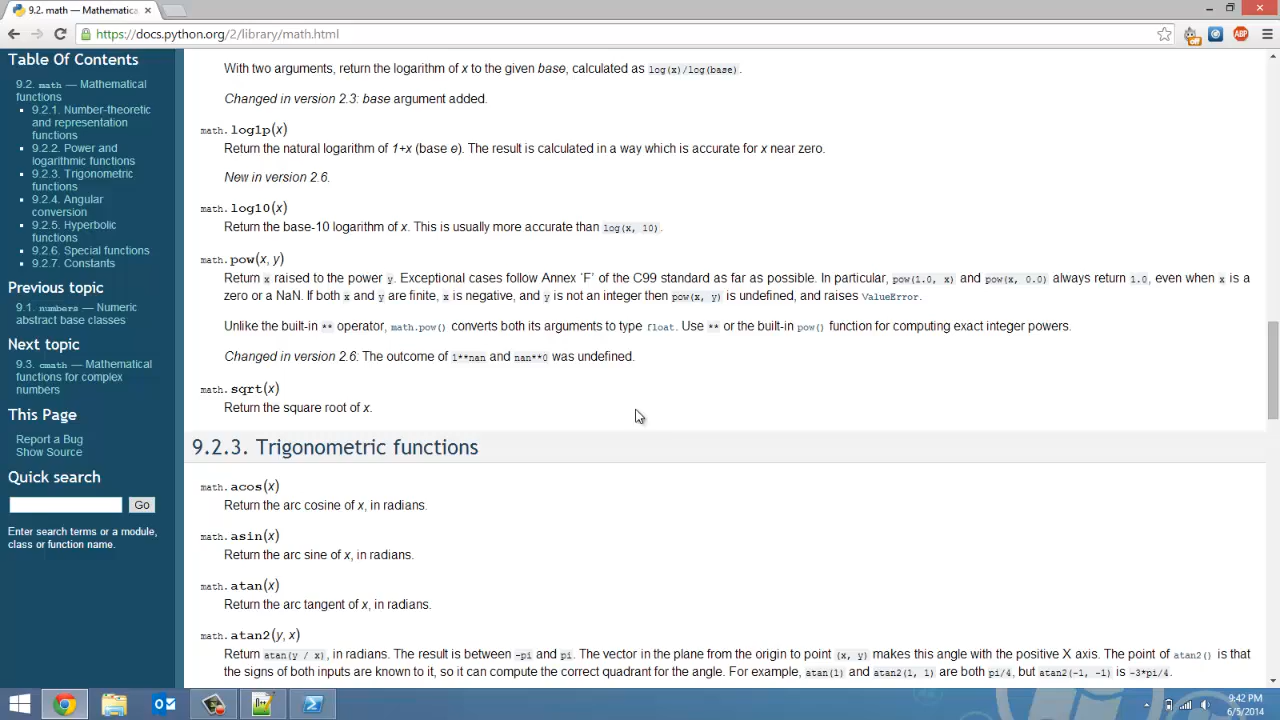 9.2. math — Mathematica
https://docs.python.org/2/library/math.html
off
ABP
Table Of Contents
9.2. math — Mathematical
functions
9.2.1. Number-theoretic
and representation
functions
9.2.2. Power and
logarithmic functions
9.2.3. Trigonometric
functions
9.2.4. Angular
conversion
9.2.5. Hyperbolic
functions
9.2.6. Special functions
9.2.7. Constants
Previous topic
9.1. numbers — Numeric
abstract base classes
Next topic
9.3. cmath — Mathematical
functions for complex
numbers
This Page
Report a Bug
Show Source
Quick search
Go
Enter search terms or a module,
class or function name.
With two arguments, return the logarithm of x to the given base, calculated as log(x)/log(base).
Changed in version 2.3: base argument added.
math.log1p(x)
Return the natural logarithm of 1+x (base e). The result is calculated in a way which is accurate for x near zero.
New in version 2.6.
math.log10(x)
Return the base-10 logarithm of x. This is usually more accurate than log(x, 10).
math.pow(x, y)
Return x raised to the power y. Exceptional cases follow Annex 'F' of the C99 standard as far as possible. In particular, pow(1.0, x) and pow(x, 0.0) always return 1.0, even when x is a
zero or a NaN. If both x and y are finite, x is negative, and y is not an integer then pow(x, y) is undefined, and raises ValueError.
Unlike the built-in ** operator, math.pow() converts both its arguments to type float. Use ** or the built-in pow() function for computing exact integer powers.
Changed in version 2.6: The outcome of 1**nan and nan**0 was undefined.
math.sqrt(x)
Return the square root of x.
9.2.3. Trigonometric functions
math.acos(x)
Return the arc cosine of x, in radians.
math.asin(x)
Return the arc sine of x, in radians.
math.atan(x)
Return the arc tangent of x, in radians.
math.atan2(y, x)
Return atan(y / x), in radians. The result is between -pi and pi. The vector in the plane from the origin to point (x, y) makes this angle with the positive X axis. The point of atan2() is that
the signs of both inputs are known to it, so it can compute the correct quadrant for the angle. For example, atan(1) and atan2(1, 1) are both pi/4, but atan2(-1, -1) is -3*pi/4.
9:42 PM
6/5/2014